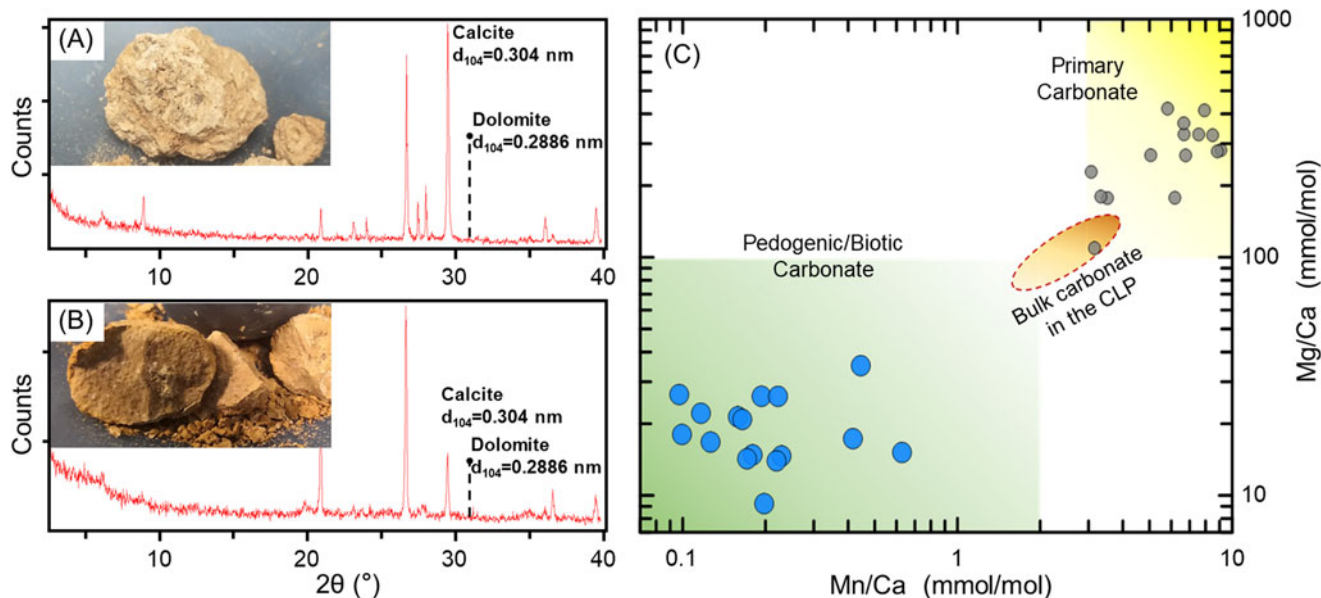 (A)
Calcite
d104=0.304 nm
Dolomite
d104=0.2886 nm
Counts
10
20
30
40
(B)
Calcite
d104=0.304 nm
Dolomite
d104=0.2886 nm
Counts
10
20
30
40
2θ (°)
(C)
Primary
Carbonate
Pedogenic/Biotic
Carbonate
Bulk carbonate
in the CLP
1000
100
10
Mg/Ca (mmol/mol)
0.1
1
10
Mn/Ca (mmol/mol)